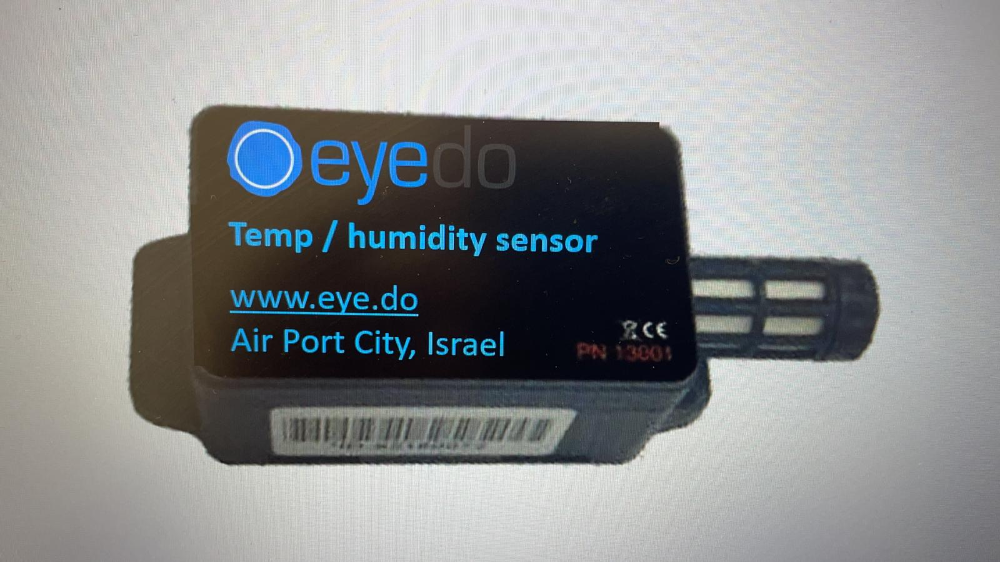 eyedo
Temp / humidity sensor
www.eye.do
Air Port City, Israel
CE
PN 13001